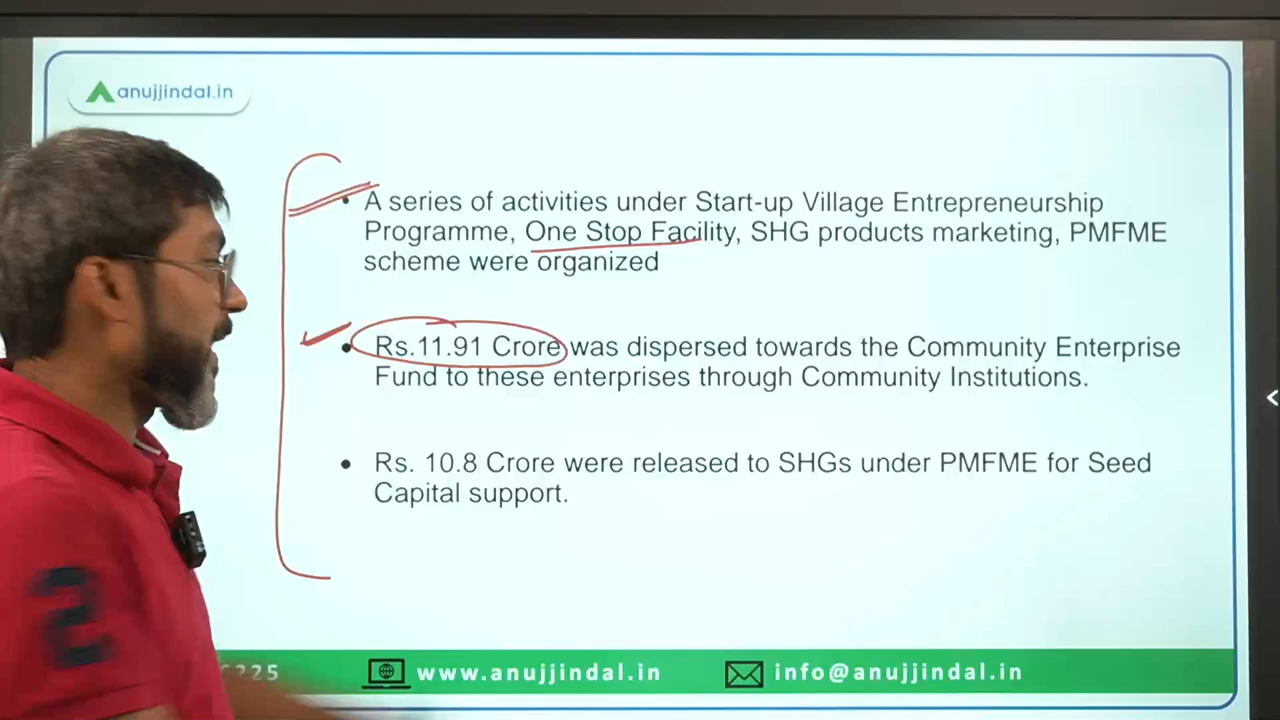 anujjindal.in
• A series of activities under Start-up Village Entrepreneurship
Programme, One Stop Facility, SHG products marketing, PMFME
scheme were organized
• Rs.11.91 Crore was dispersed towards the Community Enterprise
Fund to these enterprises through Community Institutions.
• Rs. 10.8 Crore were released to SHGs under PMFME for Seed
Capital support.
2
225 www.anujjindal.in info@anujjindal.in